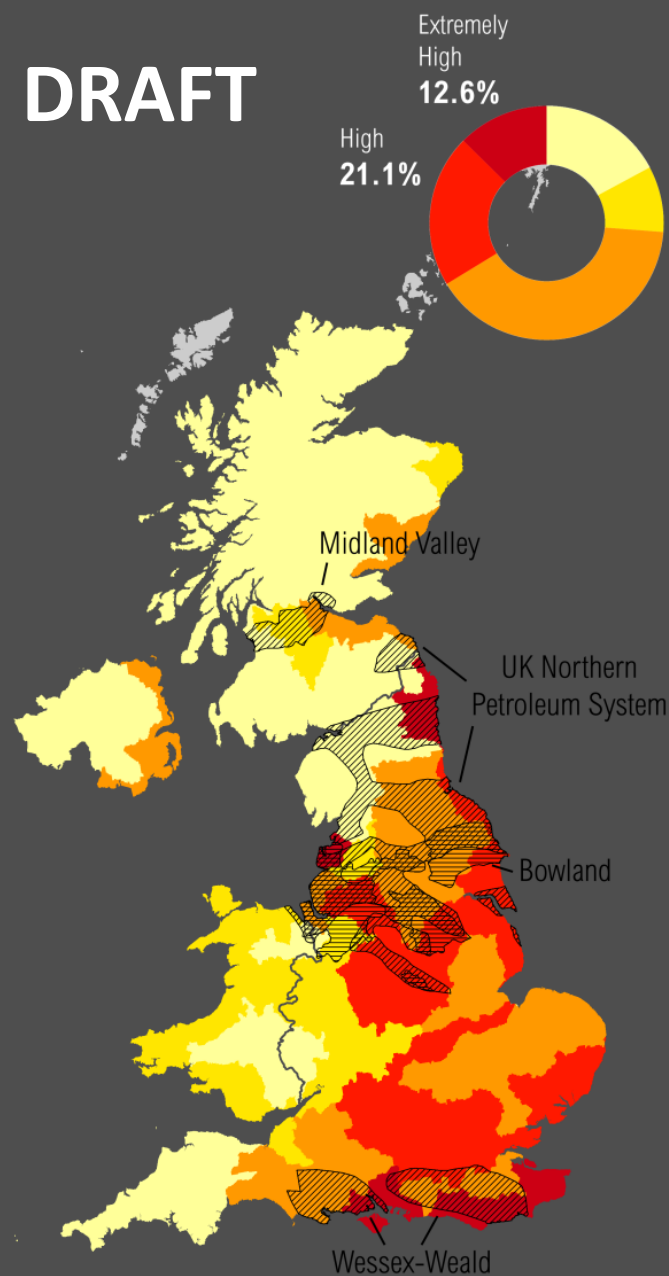 DRAFT
Extremely
High
12.6%
High
21.1%
Midland Valley
UK Northern
Petroleum System
Bowland
Wessex-Weald